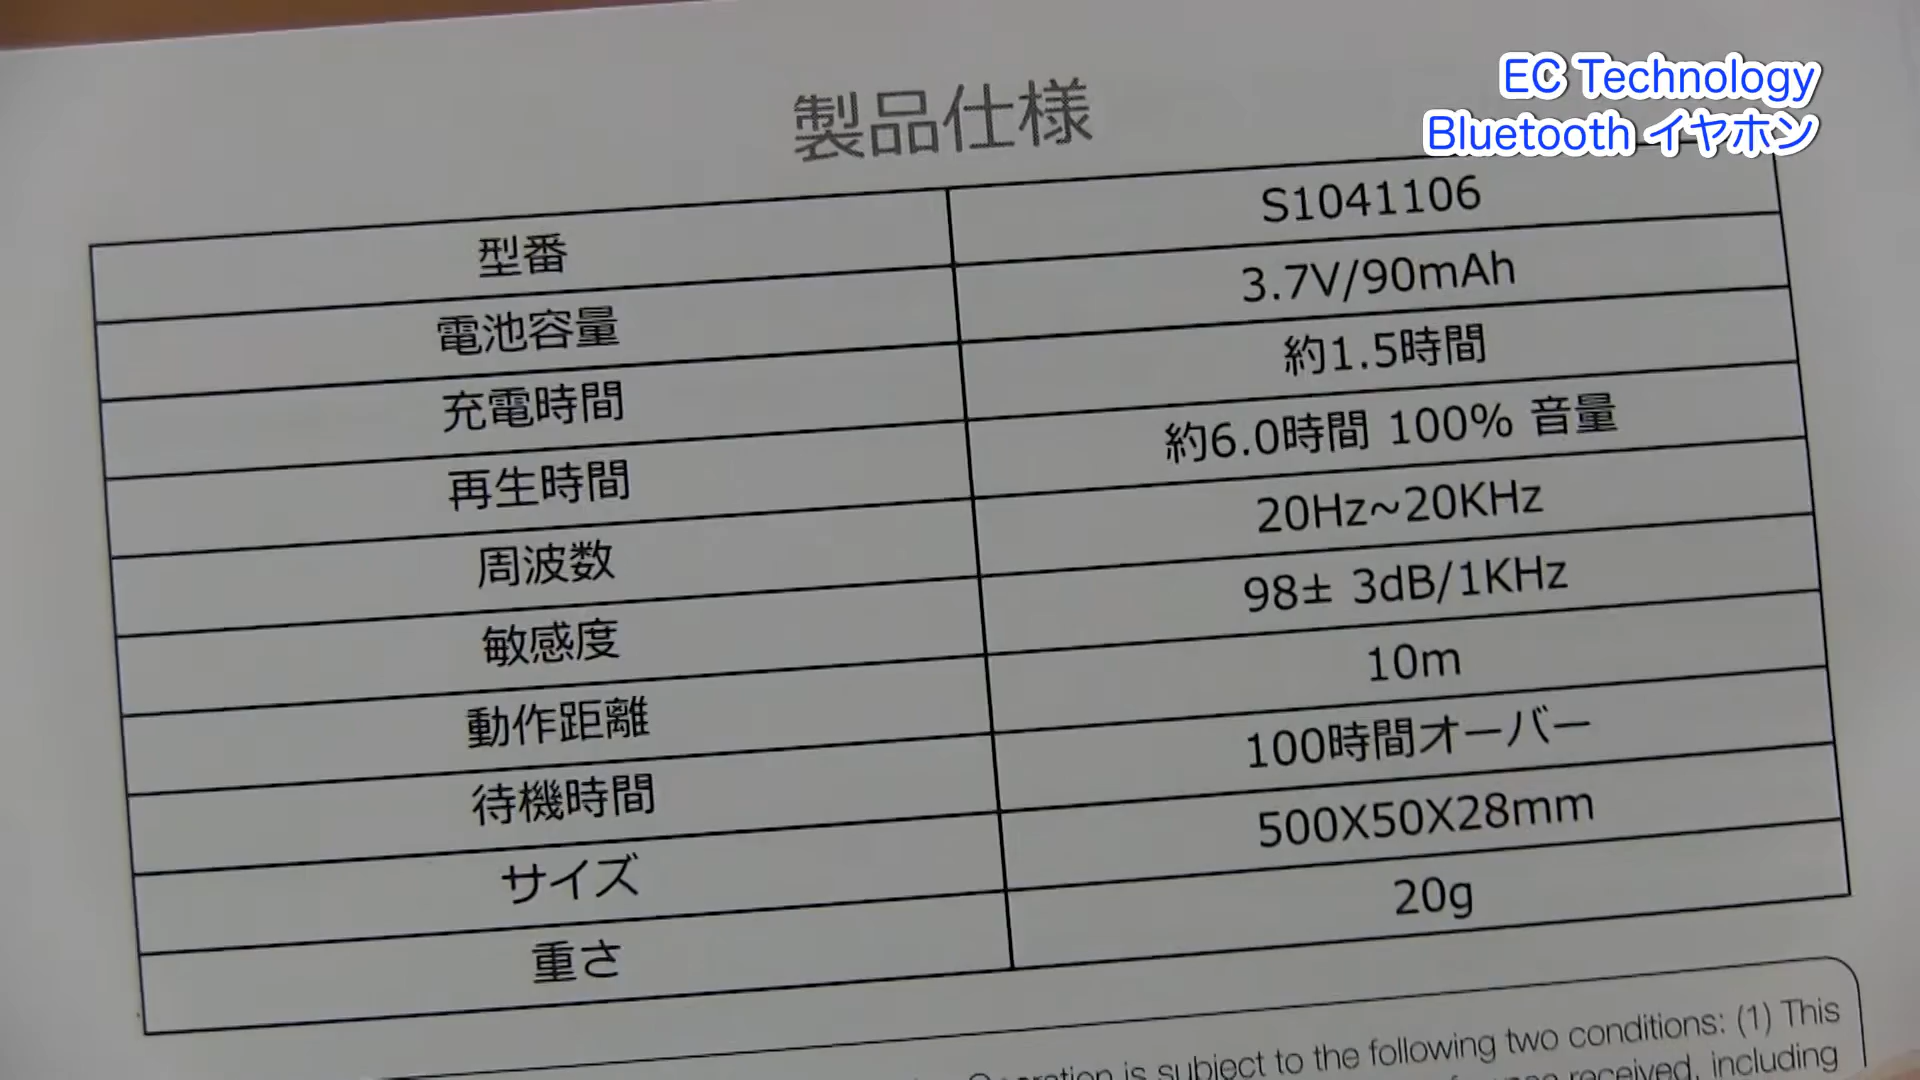 EC Technology
Bluetooth イヤホン
製品仕様
型番 S1041106
電池容量 3.7V/90mAh
充電時間 約1.5時間
再生時間 約6.0時間 100% 音量
周波数 20Hz~20KHz
敏感度 98± 3dB/1KHz
動作距離 10m
待機時間 100時間オーバー
サイズ 500X50X28mm
重さ 20g
Operation is subject to the following two conditions: (1) This
received, including